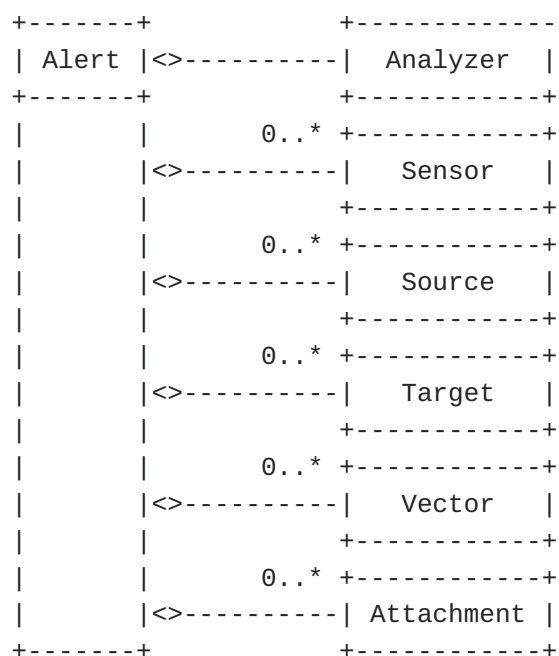 +-------+             +-------------
| Alert |<>----------| Analyzer |
+-------+             +------------+
|       |        0..* +------------+
|       |<>----------|   Sensor   |
|       |             +------------+
|       |        0..* +------------+
|       |<>----------|   Source   |
|       |             +------------+
|       |        0..* +------------+
|       |<>----------|   Target   |
|       |             +------------+
|       |        0..* +------------+
|       |<>----------|   Vector   |
|       |             +------------+
|       |        0..* +------------+
|       |<>----------| Attachment |
+-------+             +------------+